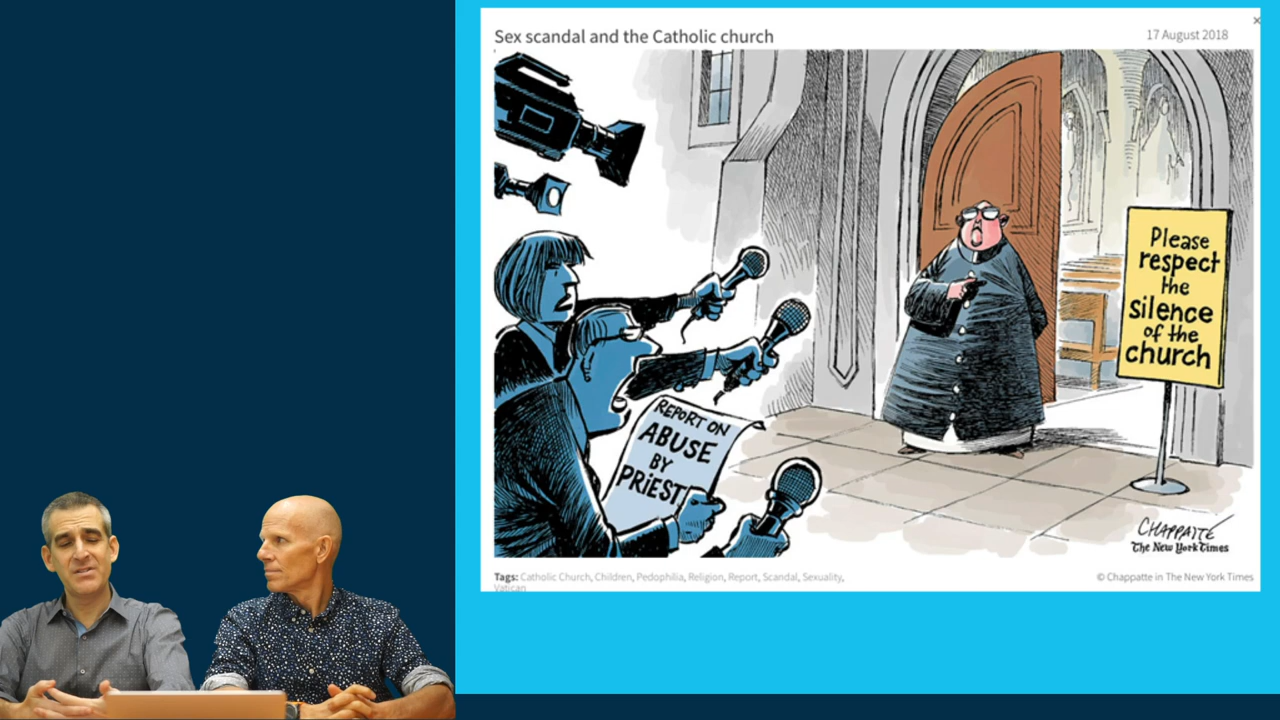 Sex scandal and the Catholic church
17 August 2018
Please
respect
the
silence
of the
church
REPORT ON
ABUSE
BY
PRiEST
CHAPPATTE
The New York Times
Tags: Catholic Church, Children, Pedophilia, Religion, Report, Scandal, Sexuality,
Vatican
© Chappatte in The New York Times